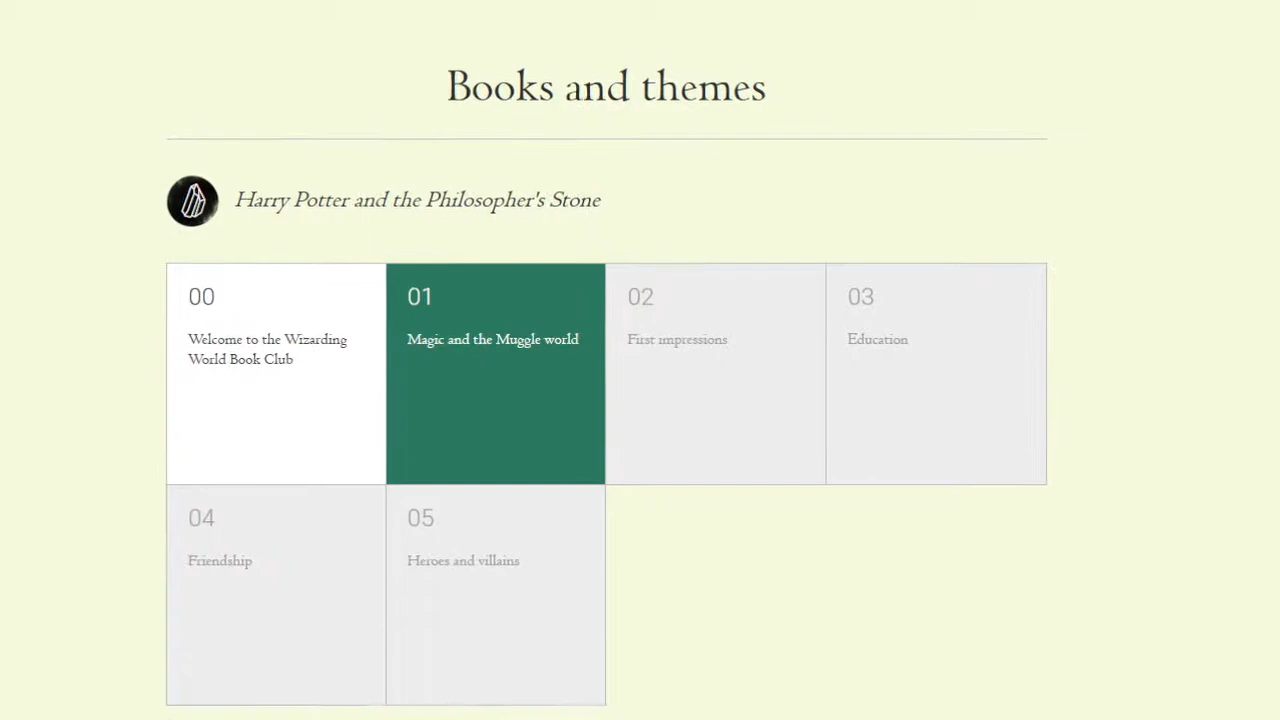 Books and themes
Harry Potter and the Philosopher's Stone
00
Welcome to the Wizarding
World Book Club
01
Magic and the Muggle world
02
First impressions
03
Education
04
Friendship
05
Heroes and villains